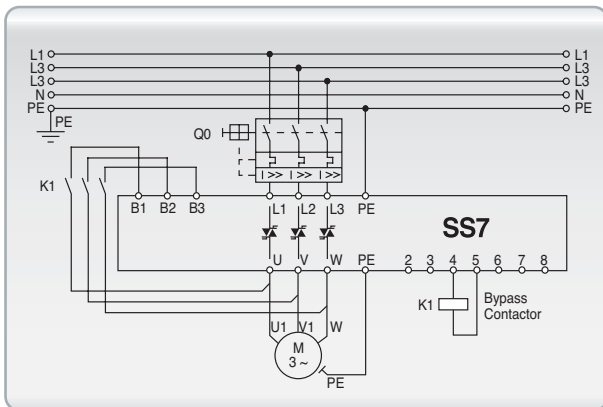 L1 L1
L3 L3
L3 L3
N N
PE PE
PE
Q0
I >> I >> I >>
K1
B1 B2 B3 L1 L2 L3 PE
SS7
U V W PE 2 3 4 5 6 7 8
K1 Bypass
Contactor
U1 V1 W
M
3 ~
PE